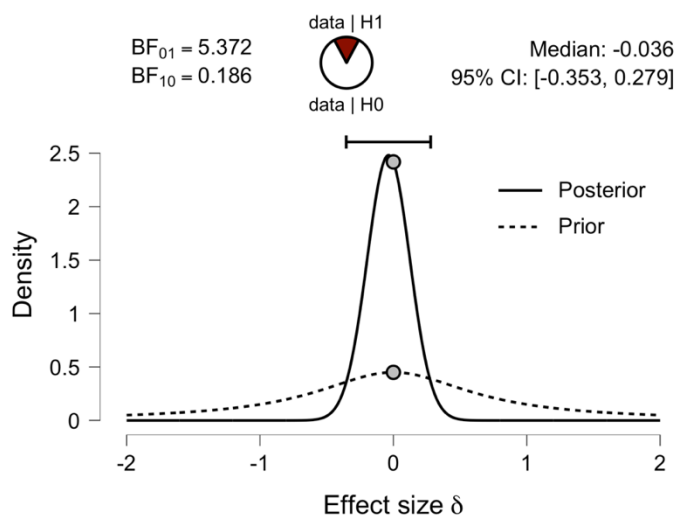 data | H1
BF₀₁ = 5.372
BF₁₀ = 0.186
data | H0
Median: -0.036
95% CI: [-0.353, 0.279]
2.5
2
1.5
1
0.5
0
Density
Posterior
Prior
-2
-1
0
1
2
Effect size δ